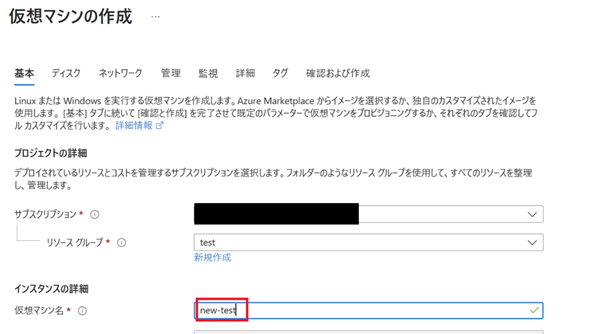 仮想マシンの作成 …
基本 ディスク ネットワーク 管理 監視 詳細 タグ 確認および作成
Linux または Windows を実行する仮想マシンを作成します。Azure Marketplace からイメージを選択するか、独自のカスタマイズされたイメージを
使用します。[基本] タブに続いて [確認と作成] を完了させて既定のパラメーターで仮想マシンをプロビジョニングするか、それぞれのタブを確認してフ
ル カスタマイズを行います。 詳細情報
プロジェクトの詳細
デプロイされているリソースとコストを管理するサブスクリプションを選択します。フォルダーのようなリソース グループを使用して、すべてのリソースを整理
し、管理します。
サブスクリプション *
リソース グループ * test
新規作成
インスタンスの詳細
仮想マシン名 * new-test